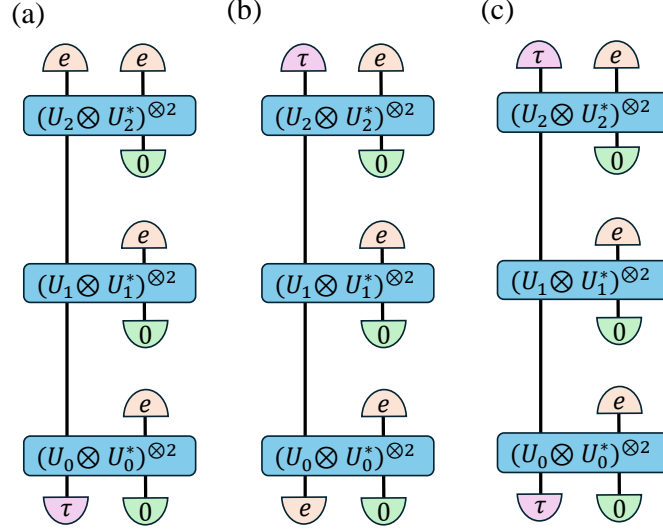 (a) (b) (c)
e e τ e τ e
(U₂⊗ U₂*)^⊗2 (U₂⊗ U₂*)^⊗2 (U₂⊗ U₂*)^⊗2
0 0 0
e e e
(U₁⊗ U₁*)^⊗2 (U₁⊗ U₁*)^⊗2 (U₁⊗ U₁*)^⊗2
0 0 0
e e e
(U₀⊗ U₀*)^⊗2 (U₀⊗ U₀*)^⊗2 (U₀⊗ U₀*)^⊗2
τ 0 e 0 τ 0